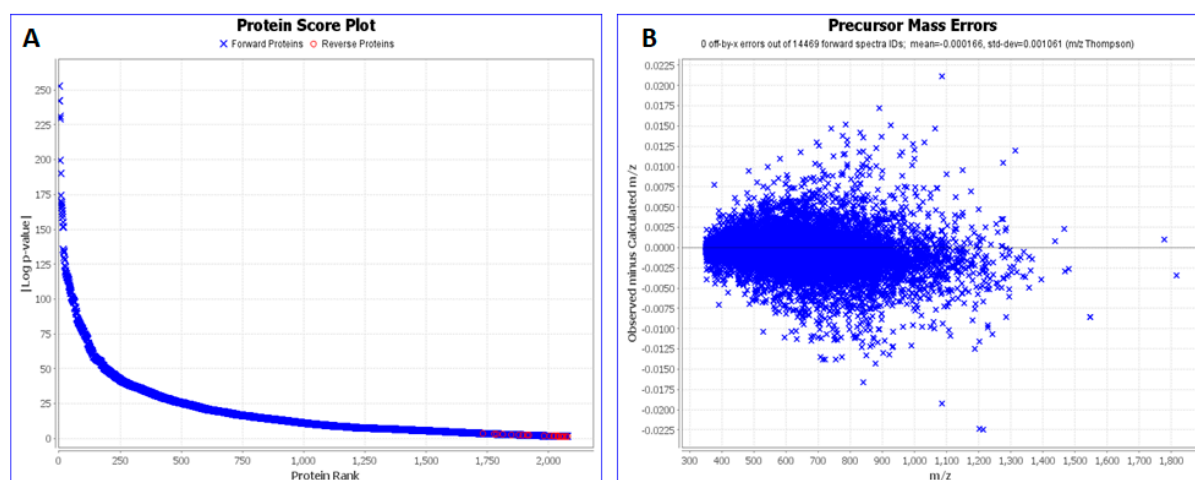 A
Protein Score Plot
× Forward Proteins ○ Reverse Proteins
|Log p-value|
250
225
200
175
150
125
100
75
50
25
0
0 250 500 750 1,000 1,250 1,500 1,750 2,000
Protein Rank
B
Precursor Mass Errors
0 off-by-x errors out of 14469 forward spectra IDs; mean=-0.000166, std-dev=0.001061 (m/z Thompson)
Observed minus Calculated m/z
0.0225
0.0200
0.0175
0.0150
0.0125
0.0100
0.0075
0.0050
0.0025
0.0000
-0.0025
-0.0050
-0.0075
-0.0100
-0.0125
-0.0150
-0.0175
-0.0200
-0.0225
300 400 500 600 700 800 900 1,000 1,100 1,200 1,300 1,400 1,500 1,600 1,700 1,800
m/z